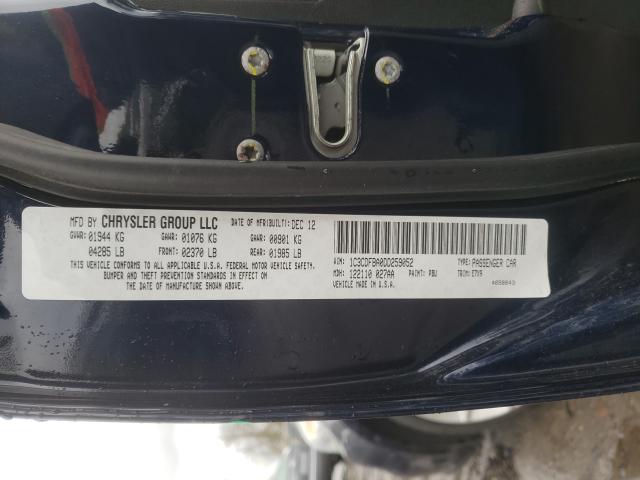 MFD BY CHRYSLER GROUP LLC DATE OF MFR(BUILT): DEC 12
GVWR: 01944 KG GAWR: 01076 KG GAWR: 00901 KG
04285 LB FRONT: 02370 LB REAR: 01985 LB
THIS VEHICLE CONFORMS TO ALL APPLICABLE U.S.A. FEDERAL MOTOR VEHICLE SAFETY,
BUMPER AND THEFT PREVENTION STANDARDS IN EFFECT ON
THE DATE OF MANUFACTURE SHOWN ABOVE.
VIN: 1C3CDFBA0DD259052 TYPE: PASSENGER CAR
MDH: 122110 027AA PAINT: PBU TRIM: E7X9
VEHICLE MADE IN U.S.A.